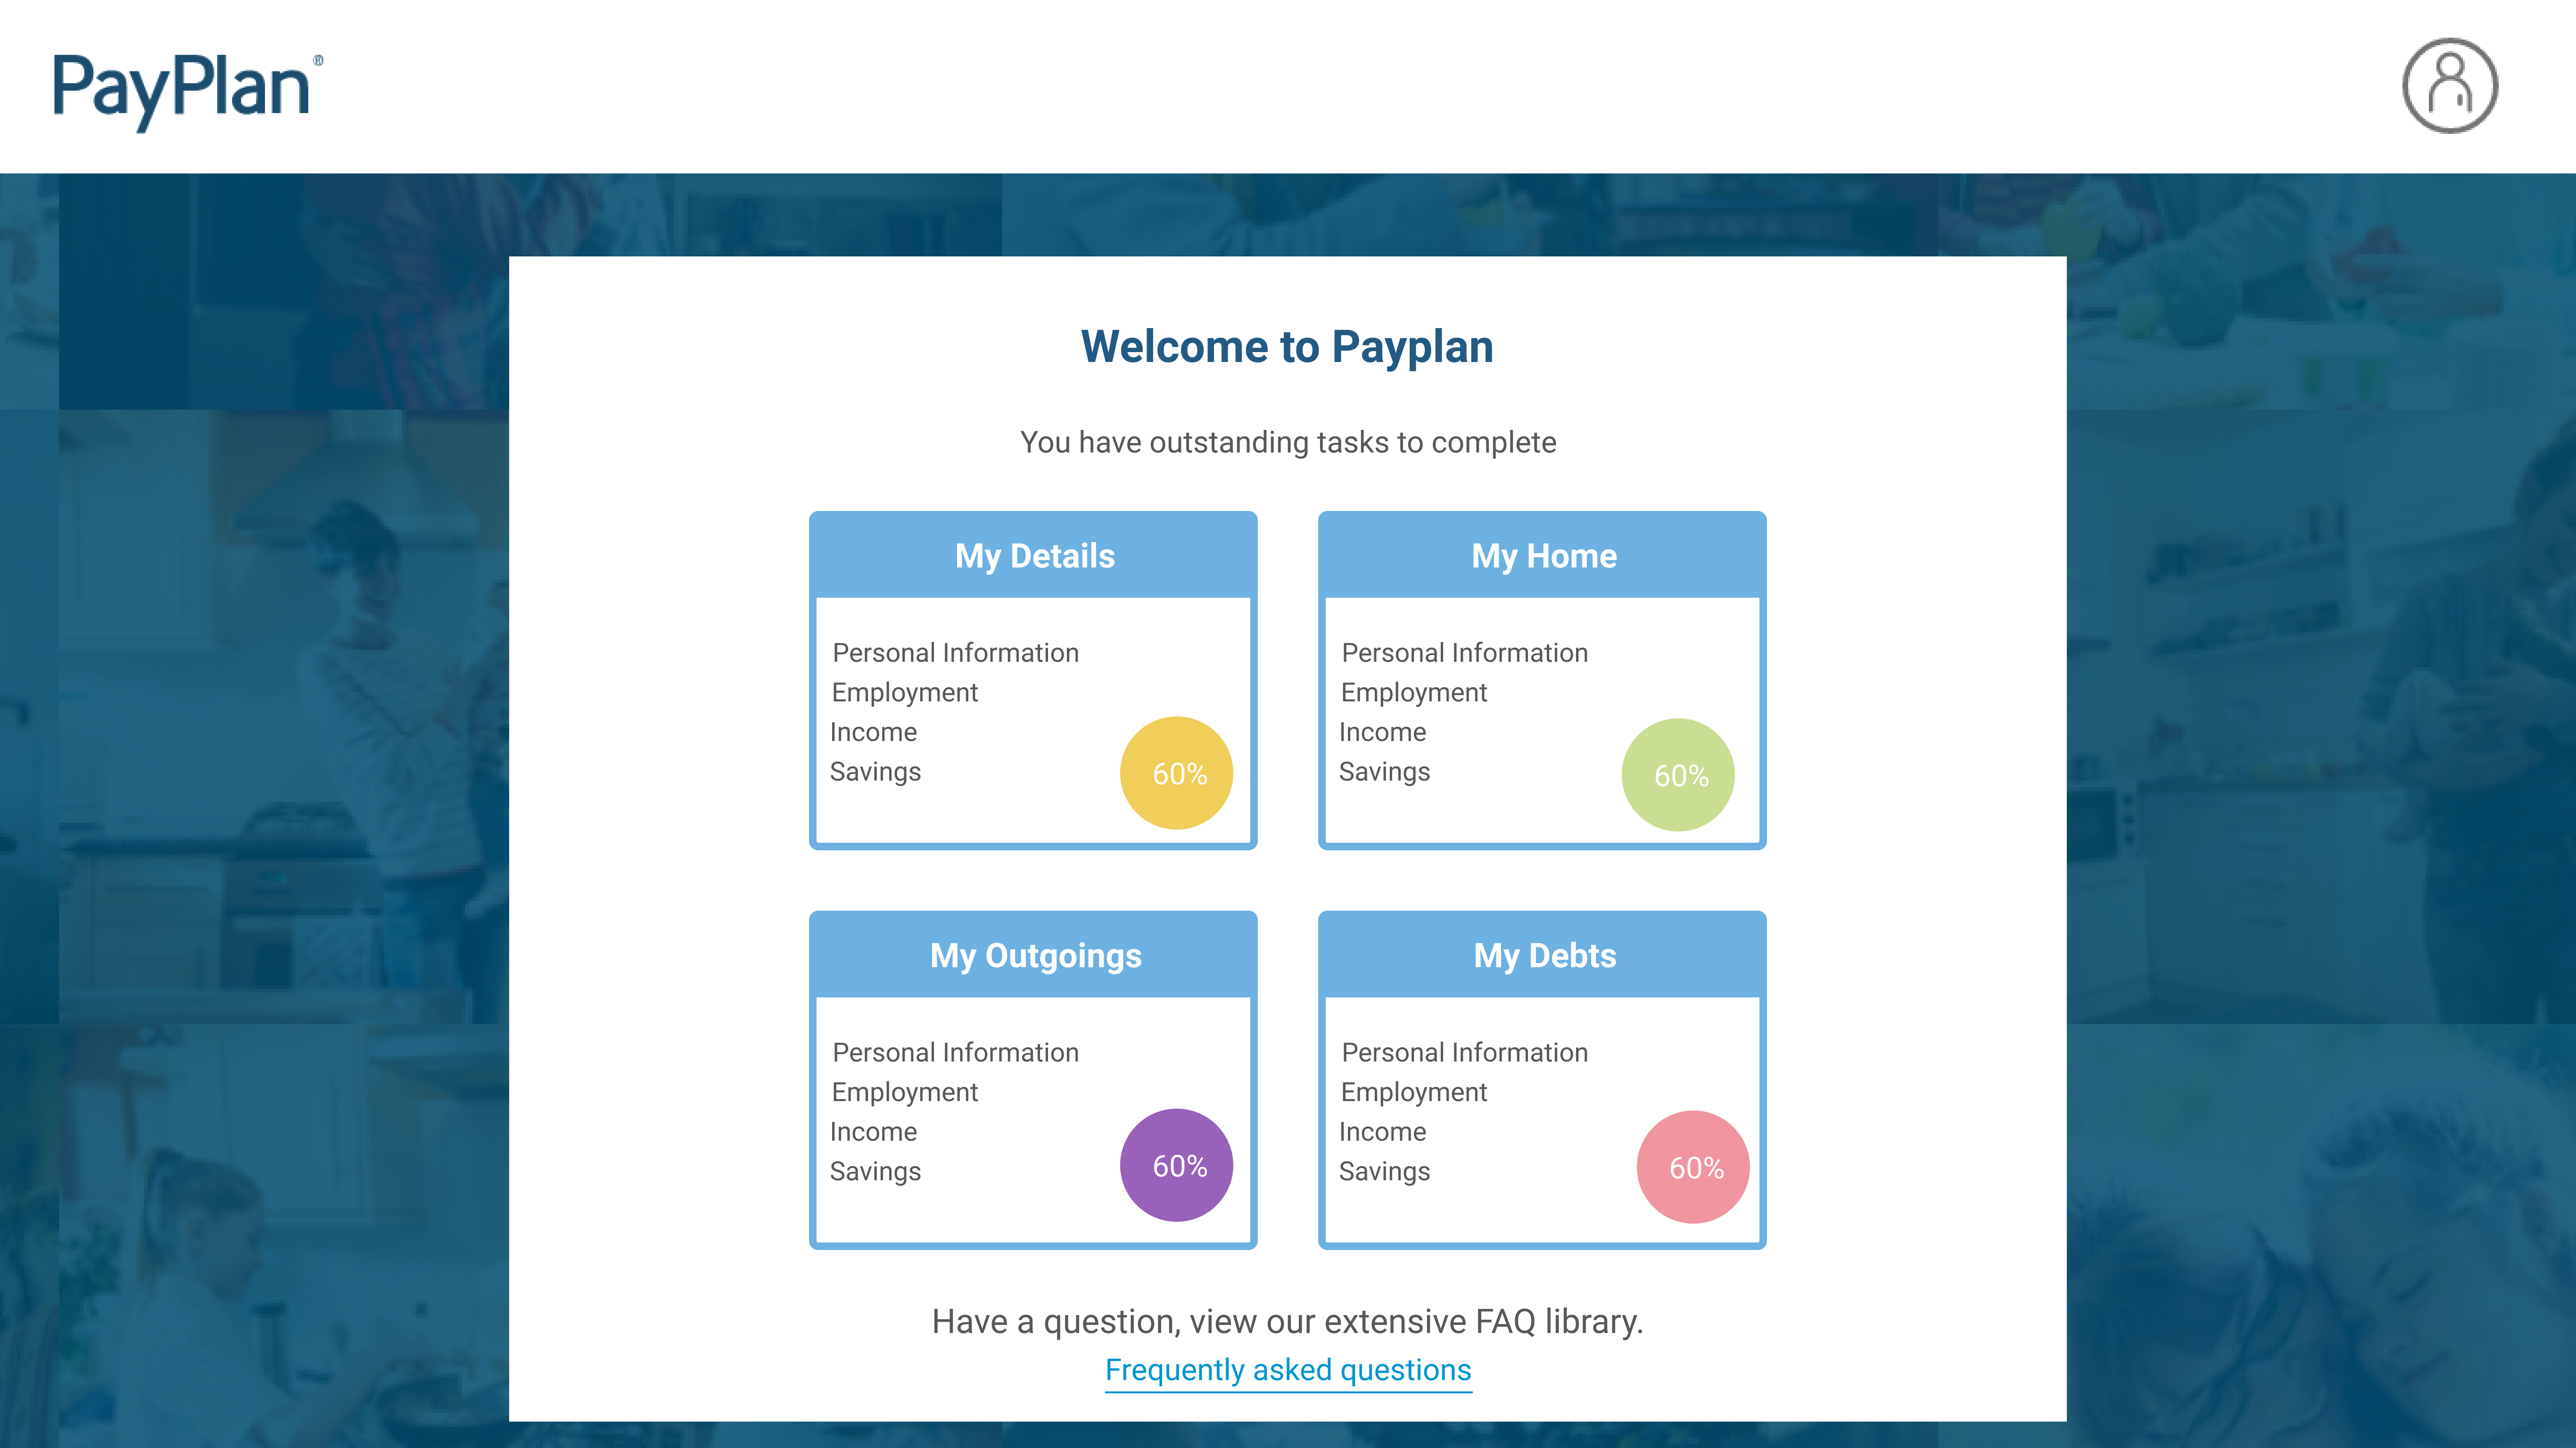 PayPlan®
Welcome to Payplan
You have outstanding tasks to complete
My Details
Personal Information
Employment
Income
Savings
60%
My Home
Personal Information
Employment
Income
Savings
60%
My Outgoings
Personal Information
Employment
Income
Savings
60%
My Debts
Personal Information
Employment
Income
Savings
60%
Have a question, view our extensive FAQ library.
Frequently asked questions